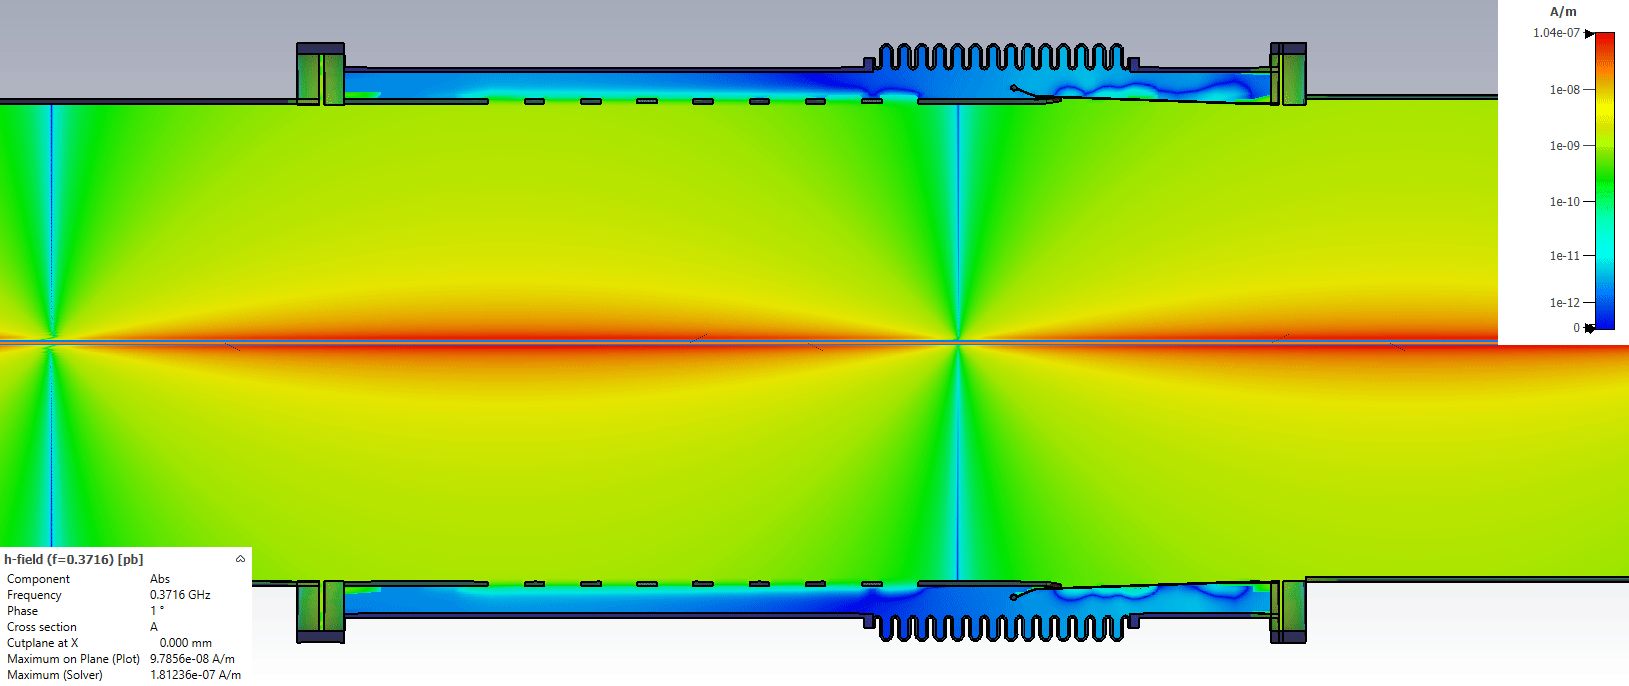 A/m
1.04e-07
1e-08
1e-09
1e-10
1e-11
1e-12
0
h-field (f=0.3716) [pb]
Component Abs
Frequency 0.3716 GHz
Phase 1 °
Cross section A
Cutplane at X 0.000 mm
Maximum on Plane (Plot) 9.7856e-08 A/m
Maximum (Solver) 1.81236e-07 A/m